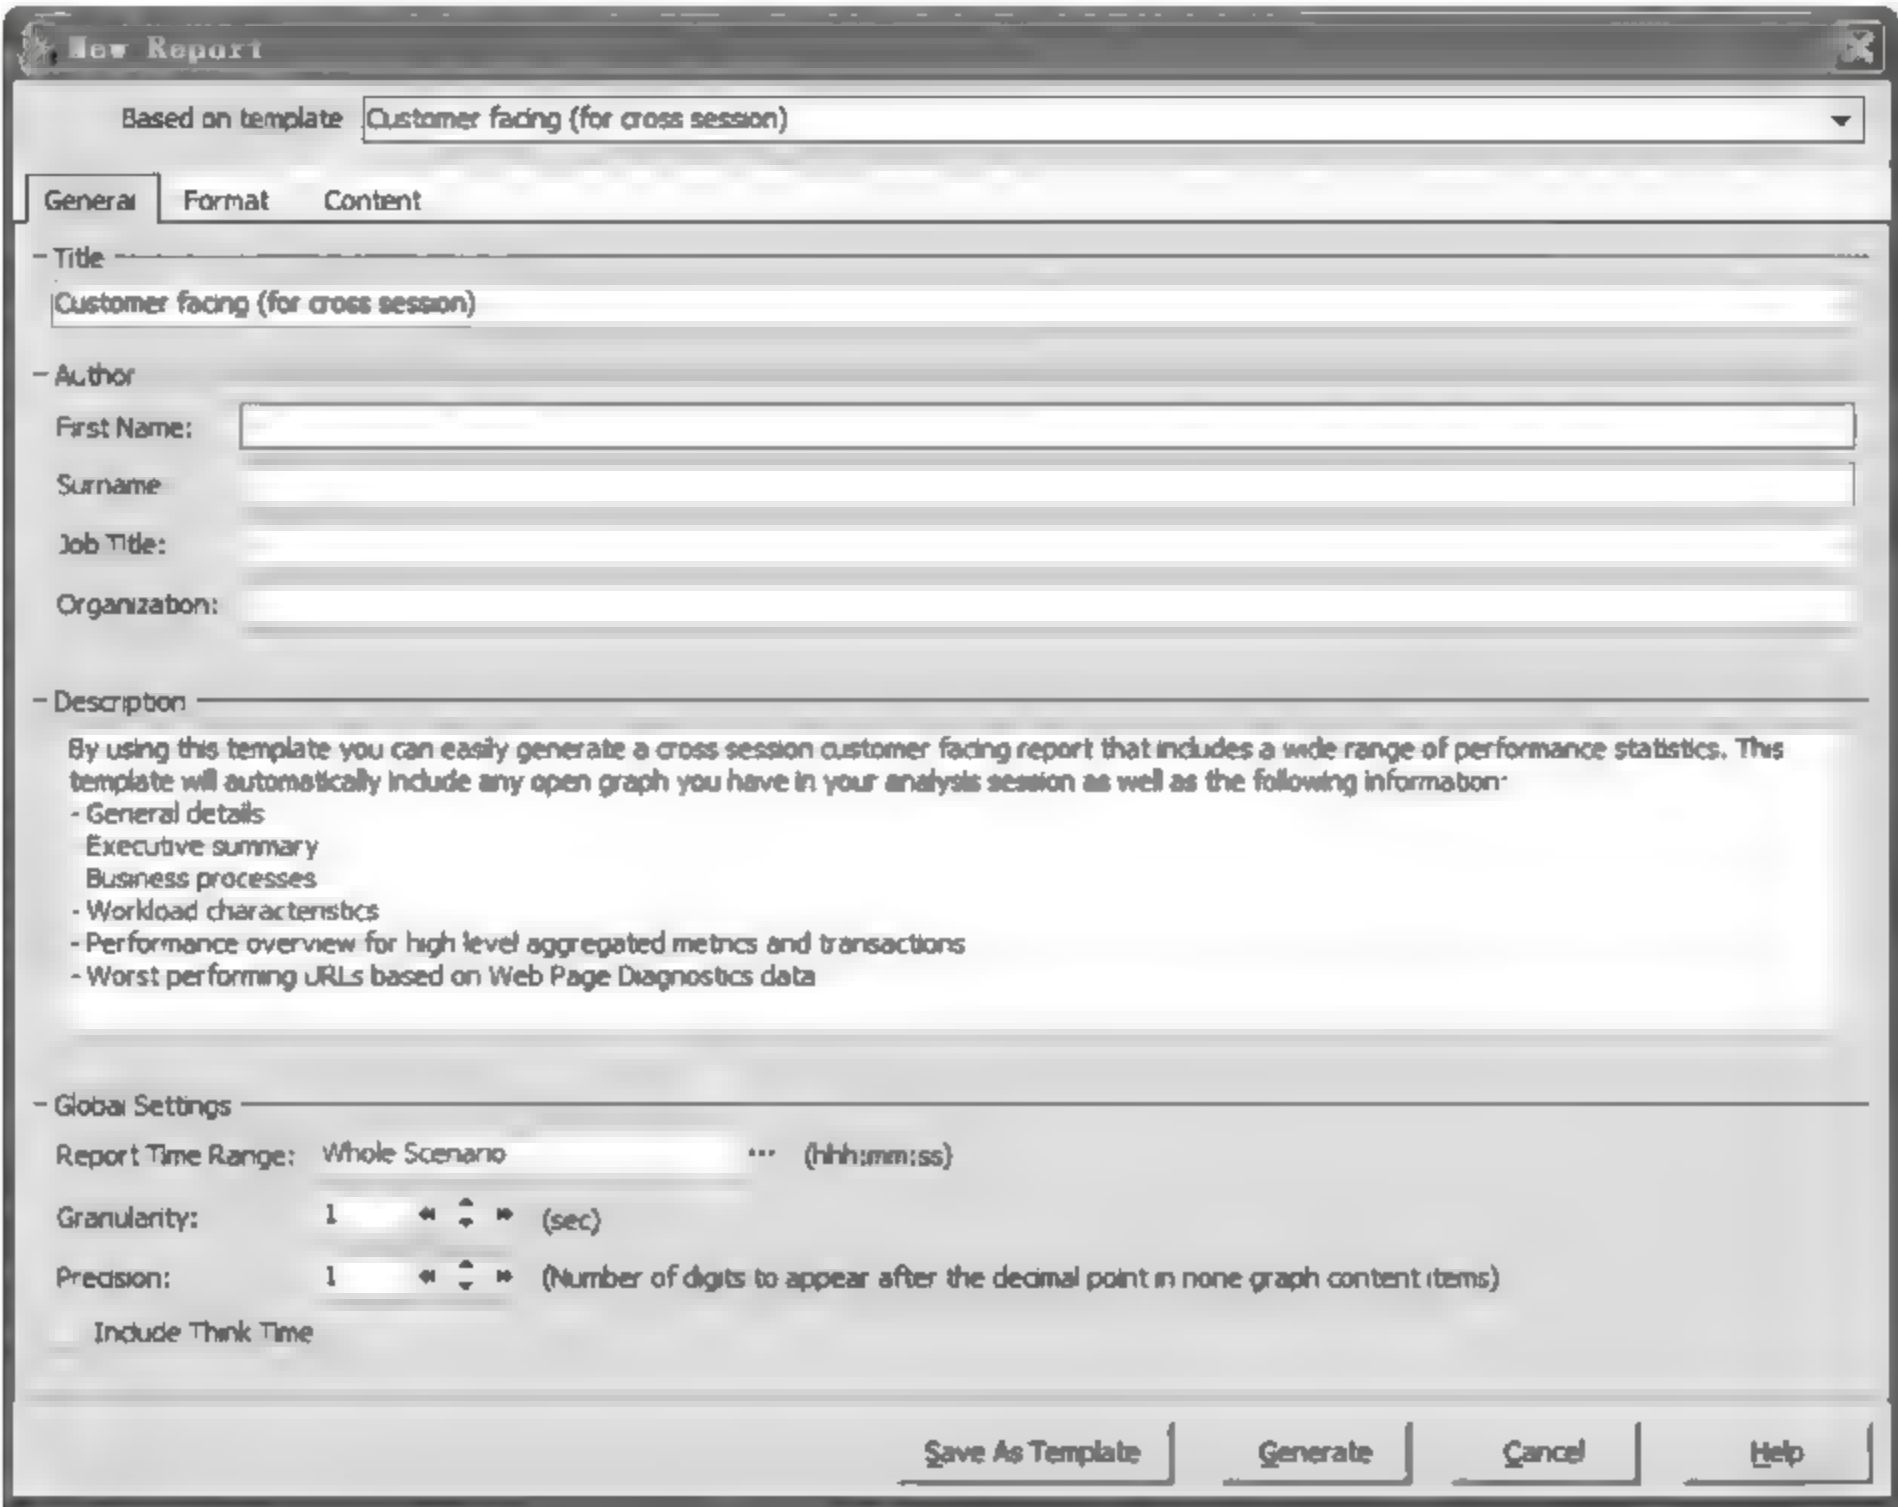 New Report
Based on template Customer facing (for cross session)
General Format Content
Title
Customer facing (for cross session)
Author
First Name:
Surname
Job Title:
Organization:
Description
By using this template you can easily generate a cross session customer facing report that includes a wide range of performance statistics. This
template will automatically include any open graph you have in your analysis session as well as the following information:
- General details
Executive summary
Business processes
- Workload characteristics
- Performance overview for high level aggregated metrics and transactions
- Worst performing URLs based on Web Page Diagnostics data
Global Settings
Report Time Range: Whole Scenario ... (hhh:mm:ss)
Granularity: 1 (sec)
Precision: 1 (Number of digits to appear after the decimal point in none graph content items)
Include Think Time
Save As Template Generate Cancel Help